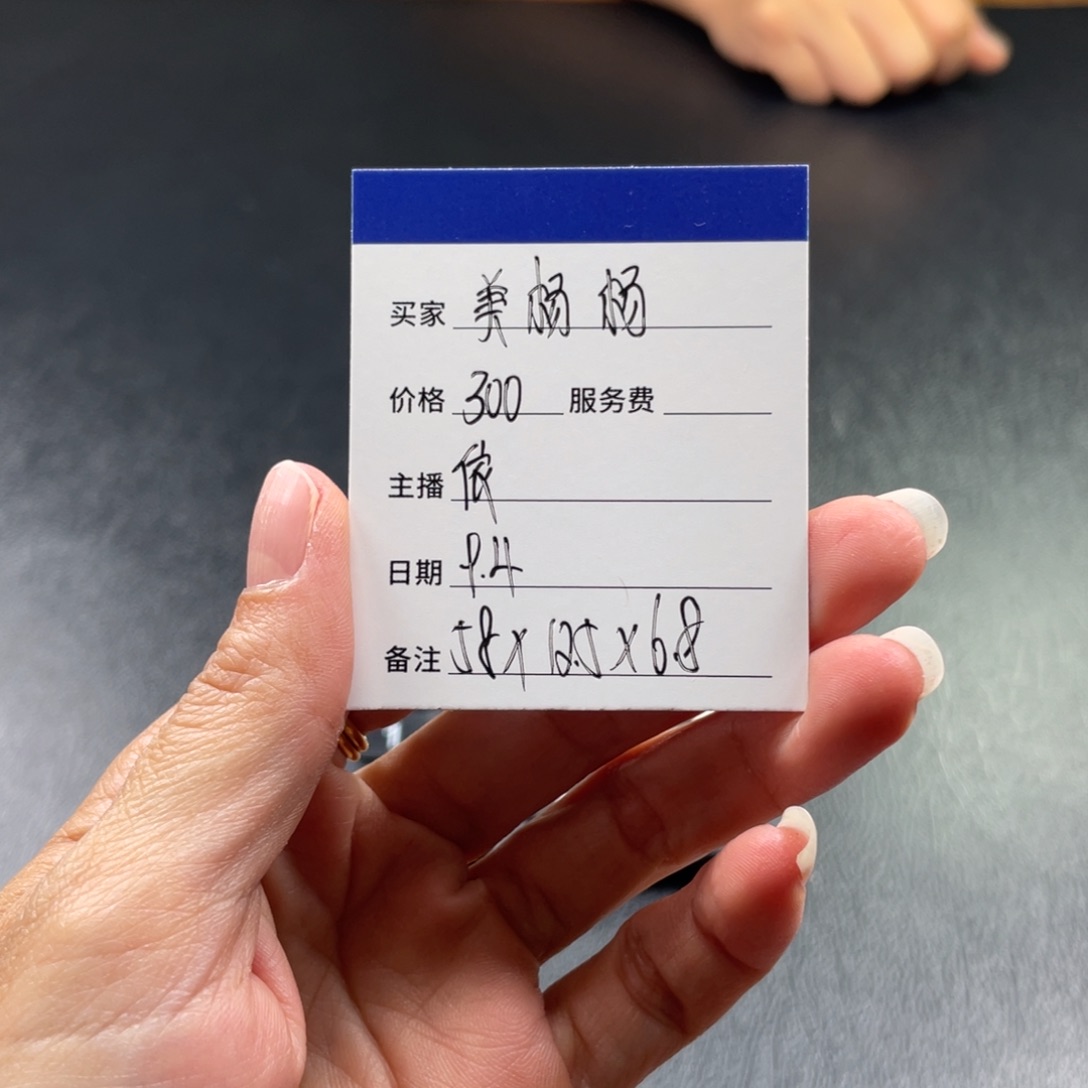 买家 美杨杨
价格 300 服务费
主播 依
日期 9.4
备注 58x12.5x6.8